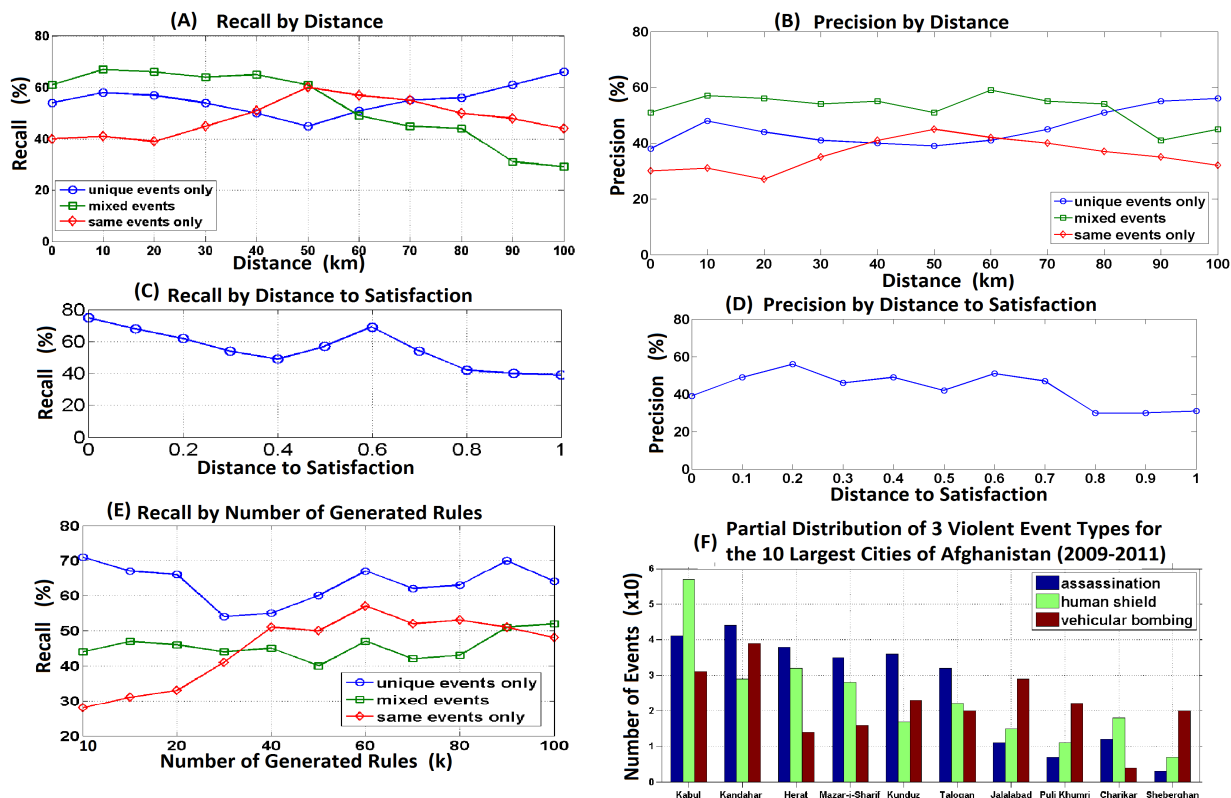 (A) Recall by Distance
80
60
40
20
0
Recall (%)
unique events only
mixed events
same events only
0 10 20 30 40 50 60 70 80 90 100
Distance (km)
(B) Precision by Distance
80
60
40
20
0
Precision (%)
unique events only
mixed events
same events only
0 10 20 30 40 50 60 70 80 90 100
Distance (km)
(C) Recall by Distance to Satisfaction
80
60
40
20
0
Recall (%)
0 0.2 0.4 0.6 0.8 1
Distance to Satisfaction
(D) Precision by Distance to Satisfaction
80
60
40
20
0
Precision (%)
0 0.1 0.2 0.3 0.4 0.5 0.6 0.7 0.8 0.9 1
Distance to Satisfaction
(E) Recall by Number of Generated Rules
80
70
60
50
40
30
20
Recall (%)
unique events only
mixed events
same events only
10 20 40 60 80 100
Number of Generated Rules (k)
(F) Partial Distribution of 3 Violent Event Types for
the 10 Largest Cities of Afghanistan (2009-2011)
6
5
4
3
2
1
0
Number of Events (x10)
assassination
human shield
vehicular bombing
Kabul Kandahar Herat Mazar-i-Sharif Kunduz Taloqan Jalalabad Puli Khumri Charikar Sheberghan